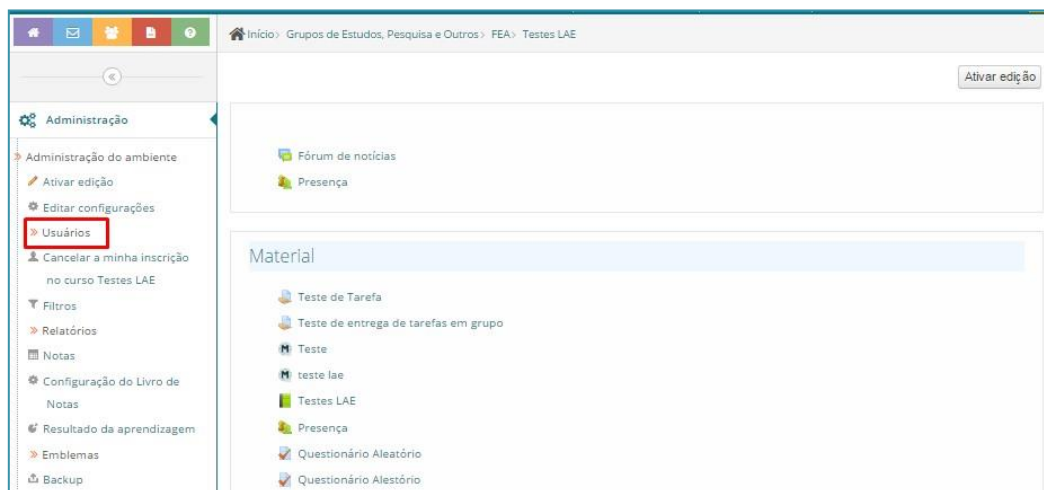 Início> Grupos de Estudos, Pesquisa e Outros> FEA> Testes LAE
Ativar edição
Administração
Administração do ambiente
Ativar edição
Editar configurações
Usuários
Cancelar a minha inscrição
no curso Testes LAE
Filtros
Relatórios
Notas
Configuração do Livro de
Notas
Resultado da aprendizagem
Emblemas
Backup
Fórum de notícias
Presença
Material
Teste de Tarefa
Teste de entrega de tarefas em grupo
Teste
teste lae
Testes LAE
Presença
Questionário Aleatório
Questionário Alestório